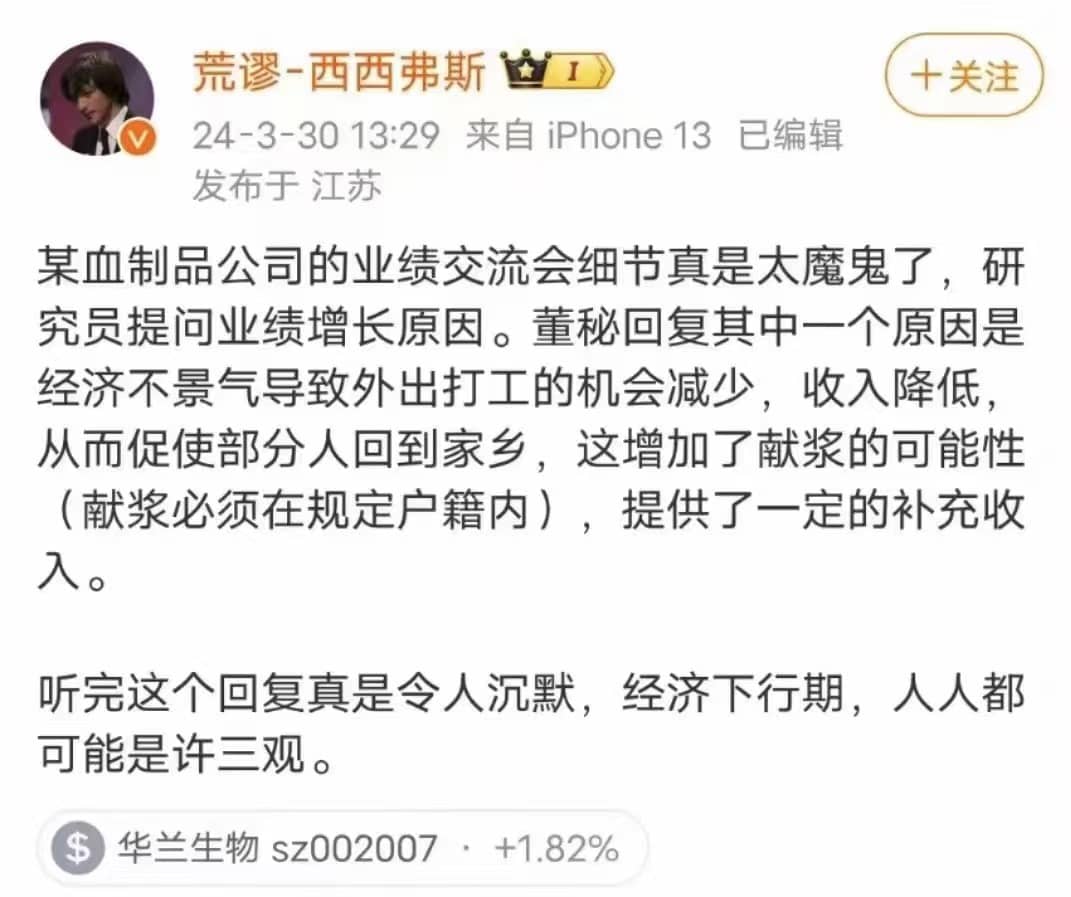 荒谬-西西弗斯 I
+关注
24-3-30 13:29 来自 iPhone 13 已编辑
发布于 江苏
某血制品公司的业绩交流会细节真是太魔鬼了，研
究员提问业绩增长原因。董秘回复其中一个原因是
经济不景气导致外出打工的机会减少，收入降低，
从而促使部分人回到家乡，这增加了献浆的可能性
（献浆必须在规定户籍内），提供了一定的补充收
入。
听完这个回复真是令人沉默，经济下行期，人人都
可能是许三观。
$ 华兰生物 sz002007 · +1.82%